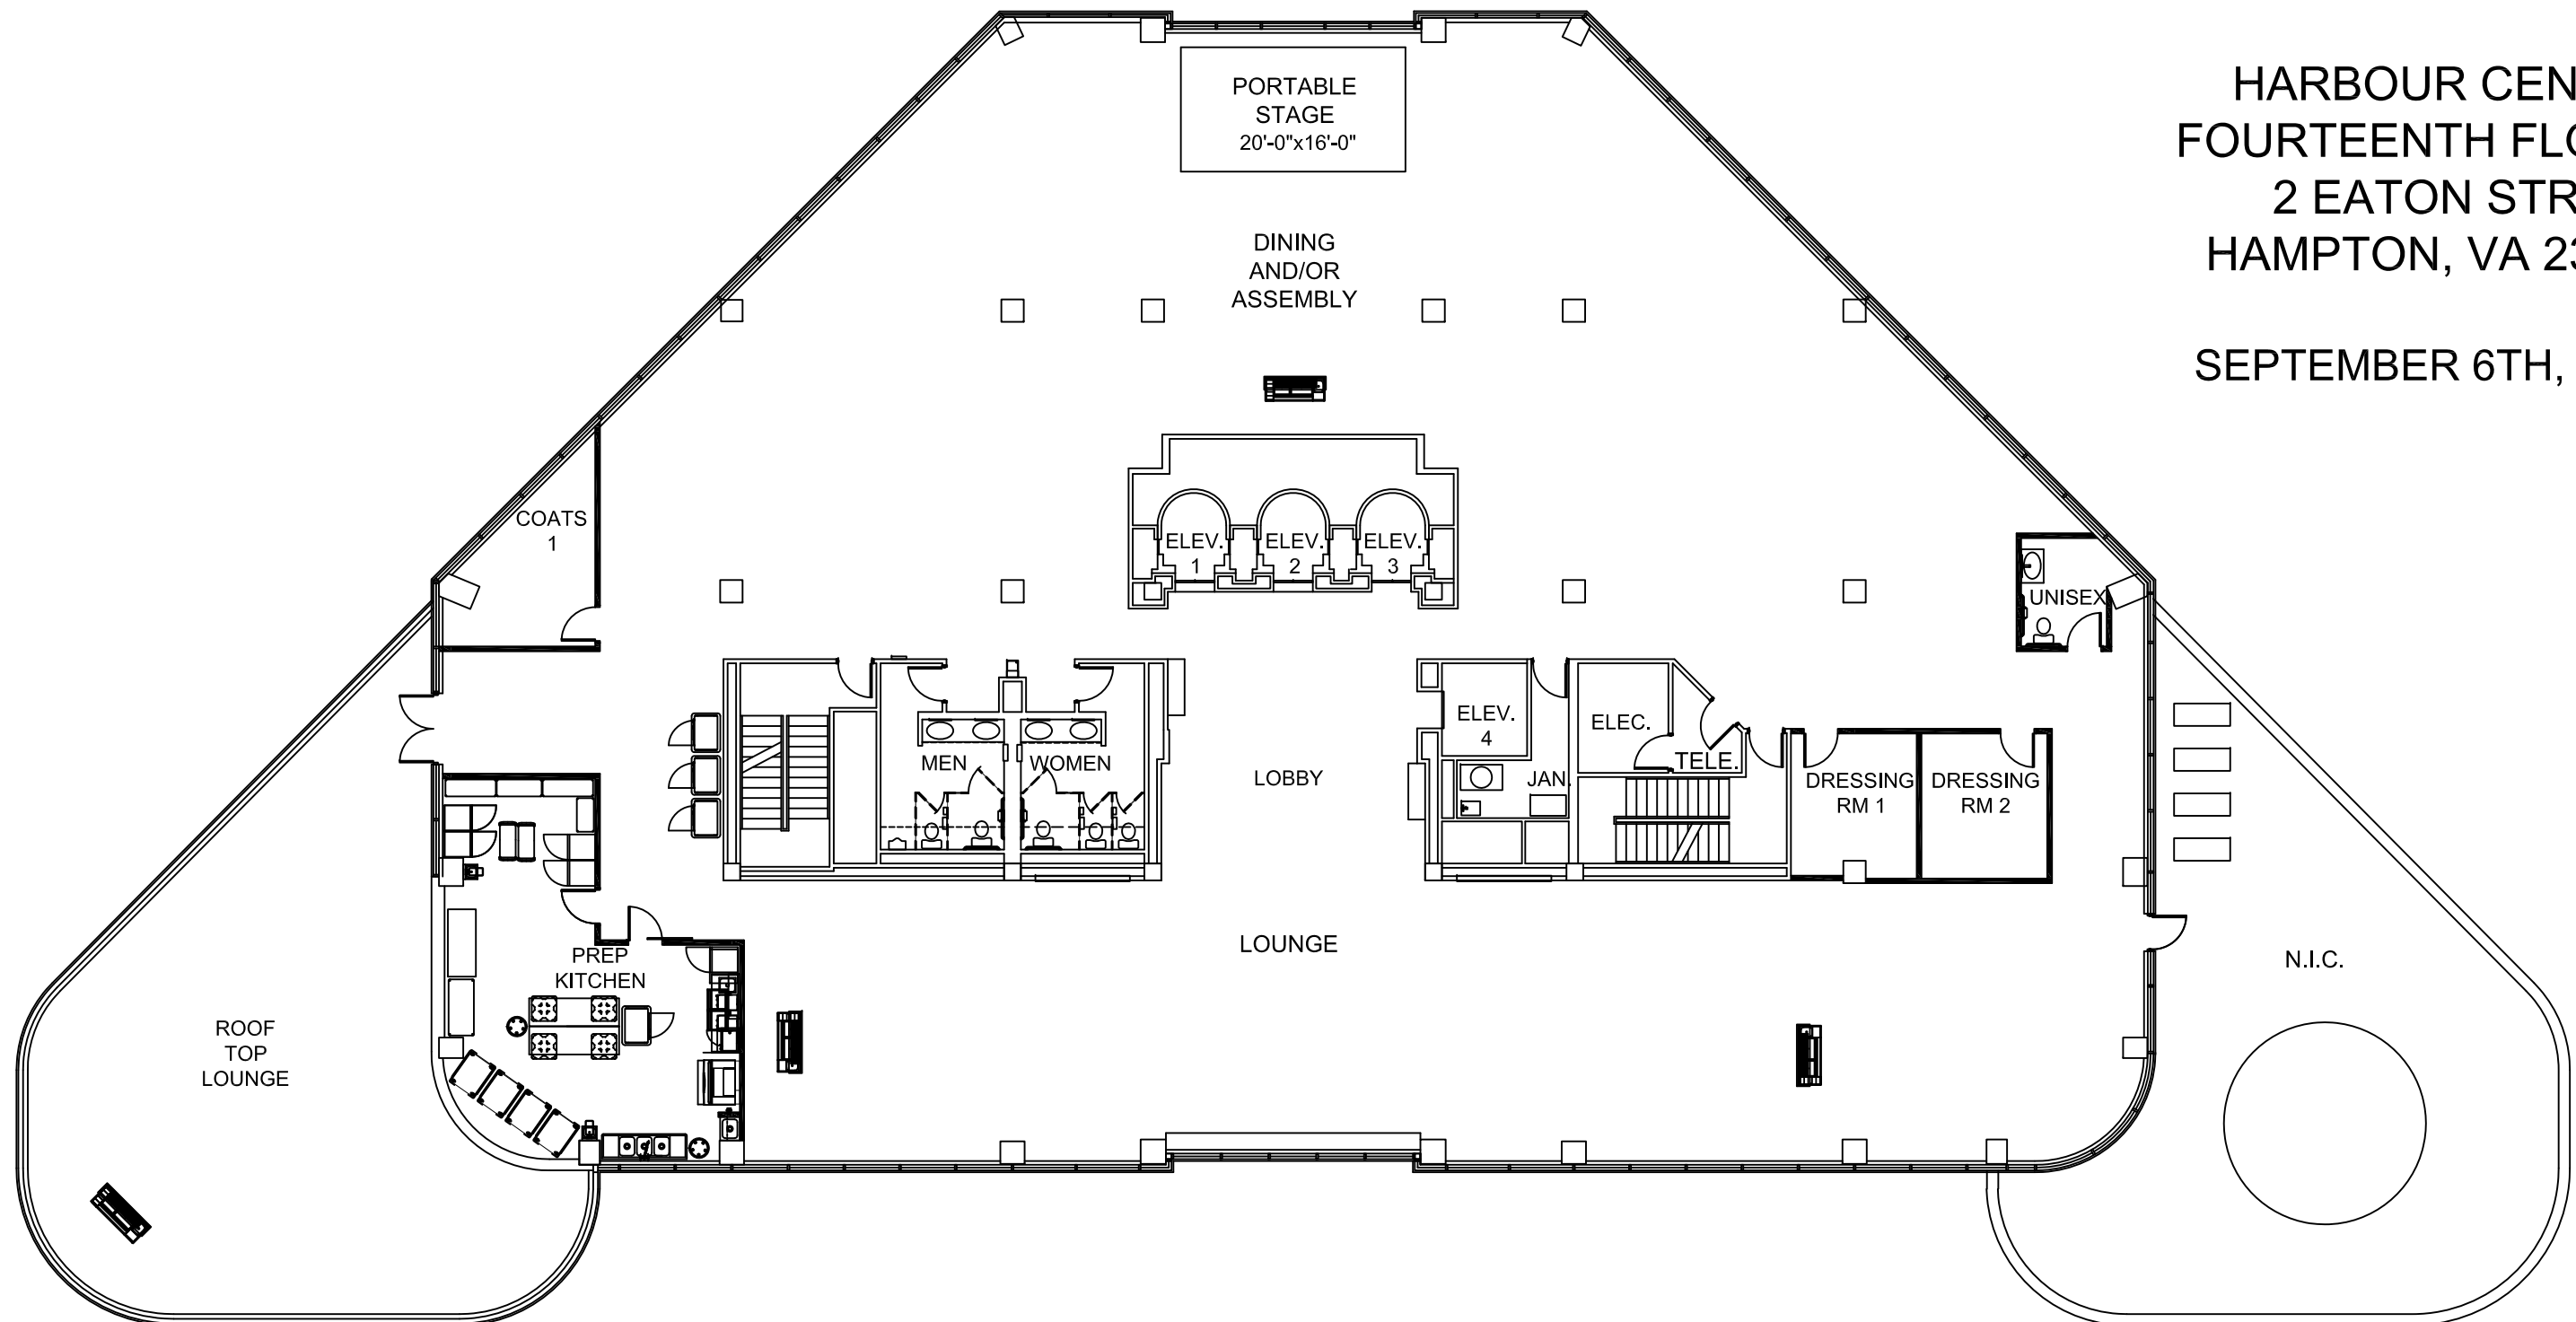 HARBOUR CEN
FOURTEENTH FLO
2 EATON STR
HAMPTON, VA 23
SEPTEMBER 6TH,
PORTABLE
STAGE
20'-0"x16'-0"
DINING
AND/OR
ASSEMBLY
COATS
1
ELEV.
1
ELEV.
2
ELEV.
3
UNISEX
MEN
WOMEN
LOBBY
ELEV.
4
ELEC.
TELE.
JAN.
DRESSING
RM 1
DRESSING
RM 2
LOUNGE
PREP
KITCHEN
N.I.C.
ROOF
TOP
LOUNGE